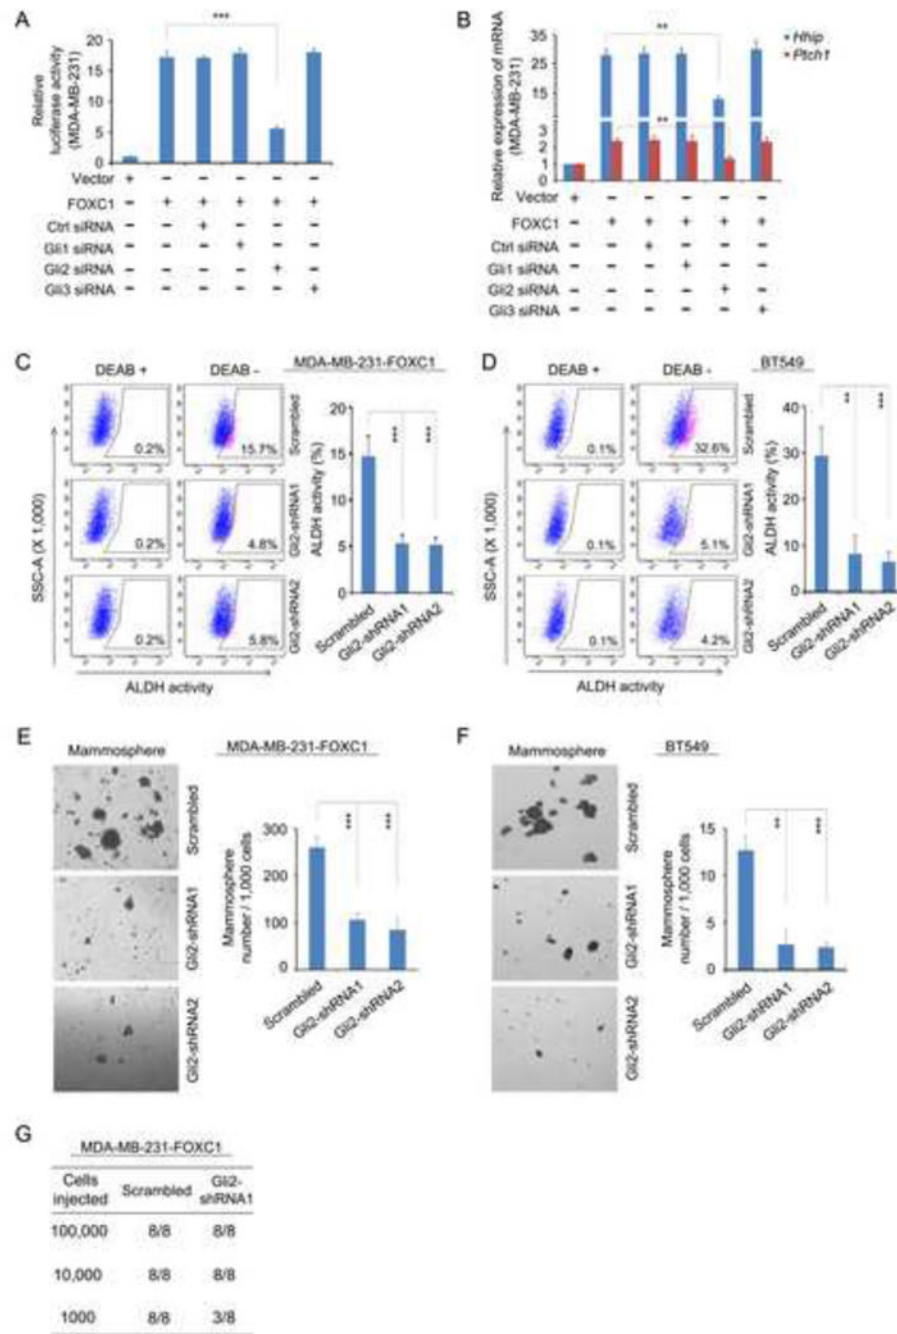 A
***
Relative luciferase activity (MDA-MB-231)
20
15
10
5
0
Vector + - - - - -
FOXC1 - + + + + +
Ctrl siRNA - - + - - -
Gli1 siRNA - - - + - -
Gli2 siRNA - - - - + -
Gli3 siRNA - - - - - +
B
**
**
Hhip
Ptch1
Relative expression of mRNA (MDA-MB-231)
35
25
15
3
2
1
0
Vector + - - - - -
FOXC1 - + + + + +
Ctrl siRNA - - + - - -
Gli1 siRNA - - - + - -
Gli2 siRNA - - - - + -
Gli3 siRNA - - - - - +
C
DEAB +
DEAB -
MDA-MB-231-FOXC1
SSC-A (X 1,000)
0.2%
15.7%
Scrambled
0.2%
4.8%
Gli2-shRNA1
0.2%
5.8%
Gli2-shRNA2
ALDH activity
ALDH activity (%)
20
15
10
5
0
***
***
Scrambled
Gli2-shRNA1
Gli2-shRNA2
D
DEAB +
DEAB -
BT549
SSC-A (X 1,000)
0.1%
32.6%
Scrambled
0.1%
5.1%
Gli2-shRNA1
0.1%
4.2%
Gli2-shRNA2
ALDH activity
ALDH activity (%)
40
30
20
10
0
**
***
Scrambled
Gli2-shRNA1
Gli2-shRNA2
E
Mammosphere
MDA-MB-231-FOXC1
Scrambled
Gli2-shRNA1
Gli2-shRNA2
Mammosphere number / 1,000 cells
300
200
100
0
***
***
Scrambled
Gli2-shRNA1
Gli2-shRNA2
F
Mammosphere
BT549
Scrambled
Gli2-shRNA1
Gli2-shRNA2
Mammosphere number / 1,000 cells
15
10
5
0
**
***
Scrambled
Gli2-shRNA1
Gli2-shRNA2
G
MDA-MB-231-FOXC1
Cells injected Scrambled Gli2-shRNA1
100,000 8/8 8/8
10,000 8/8 8/8
1000 8/8 3/8